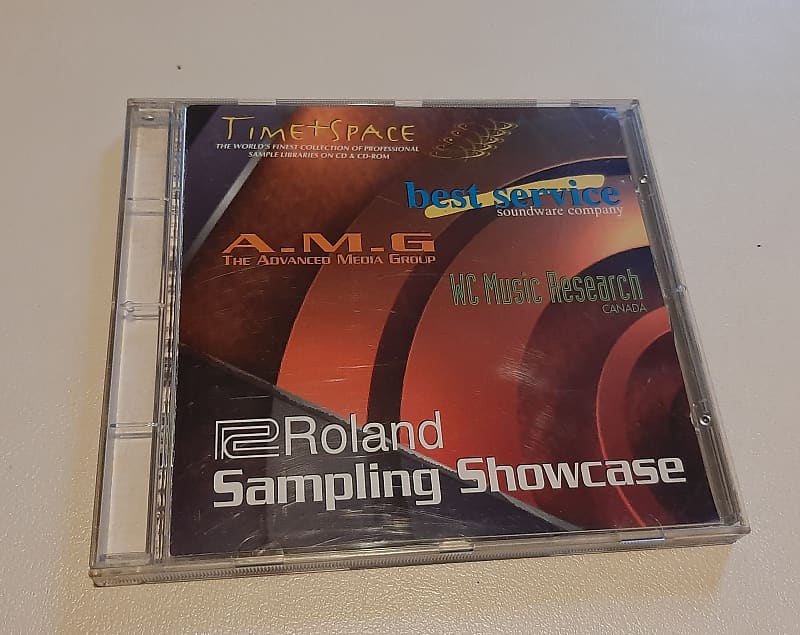 TIME+SPACE
THE WORLD'S FINEST COLLECTION OF PROFESSIONAL
SAMPLE LIBRARIES ON CD & CD-ROM
best service
soundware company
A.M.G
THE ADVANCED MEDIA GROUP
WC Music Research
CANADA
Roland
Sampling Showcase